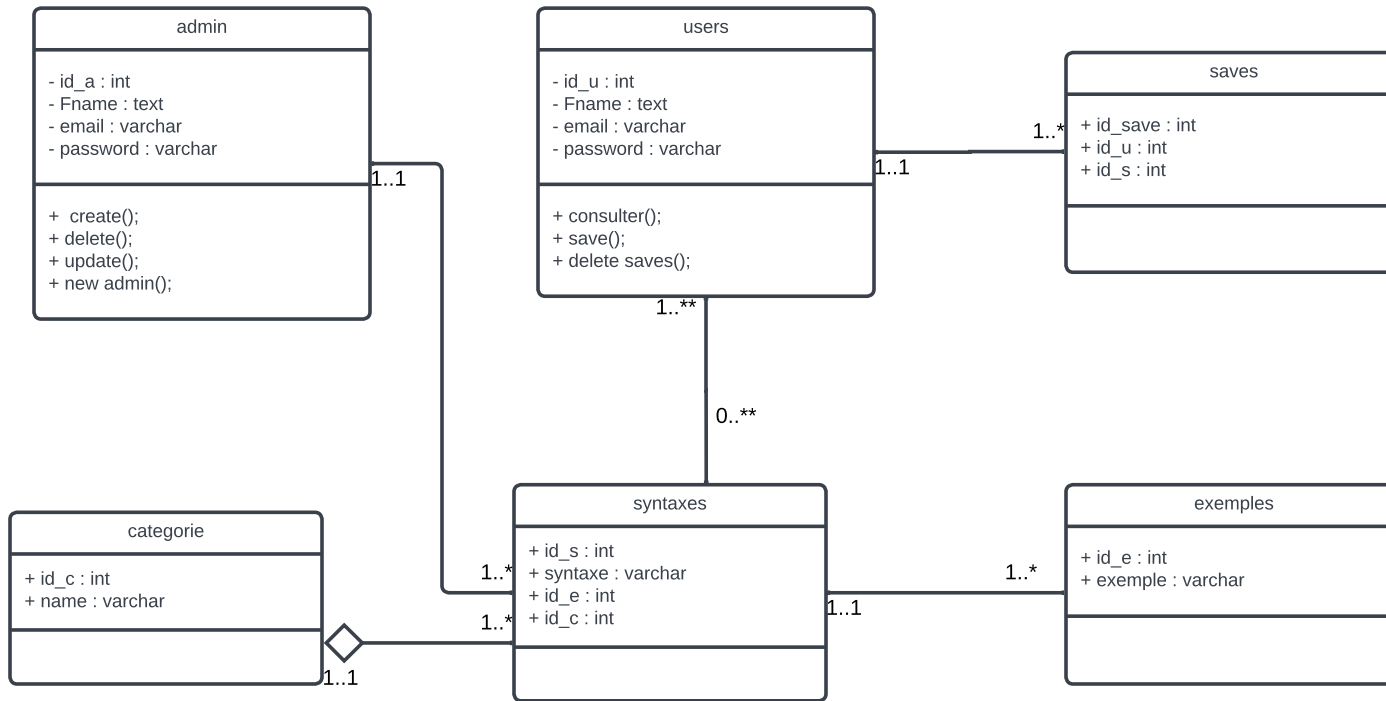 admin
- id_a : int
- Fname : text
- email : varchar
- password : varchar
+  create();
+ delete();
+ update();
+ new admin();
1..1
users
- id_u : int
- Fname : text
- email : varchar
- password : varchar
+ consulter();
+ save();
+ delete saves();
1..1
1..*
saves
+ id_save : int
+ id_u : int
+ id_s : int
1..**
0..**
categorie
+ id_c : int
+ name : varchar
1..1
1..*
1..*
syntaxes
+ id_s : int
+ syntaxe : varchar
+ id_e : int
+ id_c : int
1..1
1..*
exemples
+ id_e : int
+ exemple : varchar